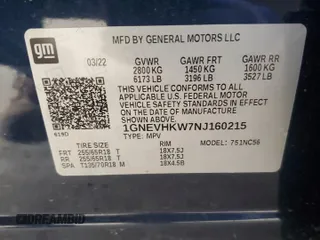 gm
MFD BY GENERAL MOTORS LLC
03/22 GVWR GAWR FRT GAWR RR
2800 KG 1450 KG 1600 KG
6173 LB 3196 LB 3527 LB
THIS VEHICLE CONFORMS TO ALL
APPLICABLE U.S. FEDERAL MOTOR
VEHICLE SAFETY STANDARDS IN
EFFECT ON THE DATE OF
MANUFACTURE SHOWN ABOVE.
1GNEVHKW7NJ160215
TYPE: MPV MODEL: 751NC56
TIRE SIZE RIM
FRT 255/65R18 T 18X7.5J
RR 255/65R18 T 18X7.5J
SPA T135/70R18 M 18X4.5B
DREAMBID